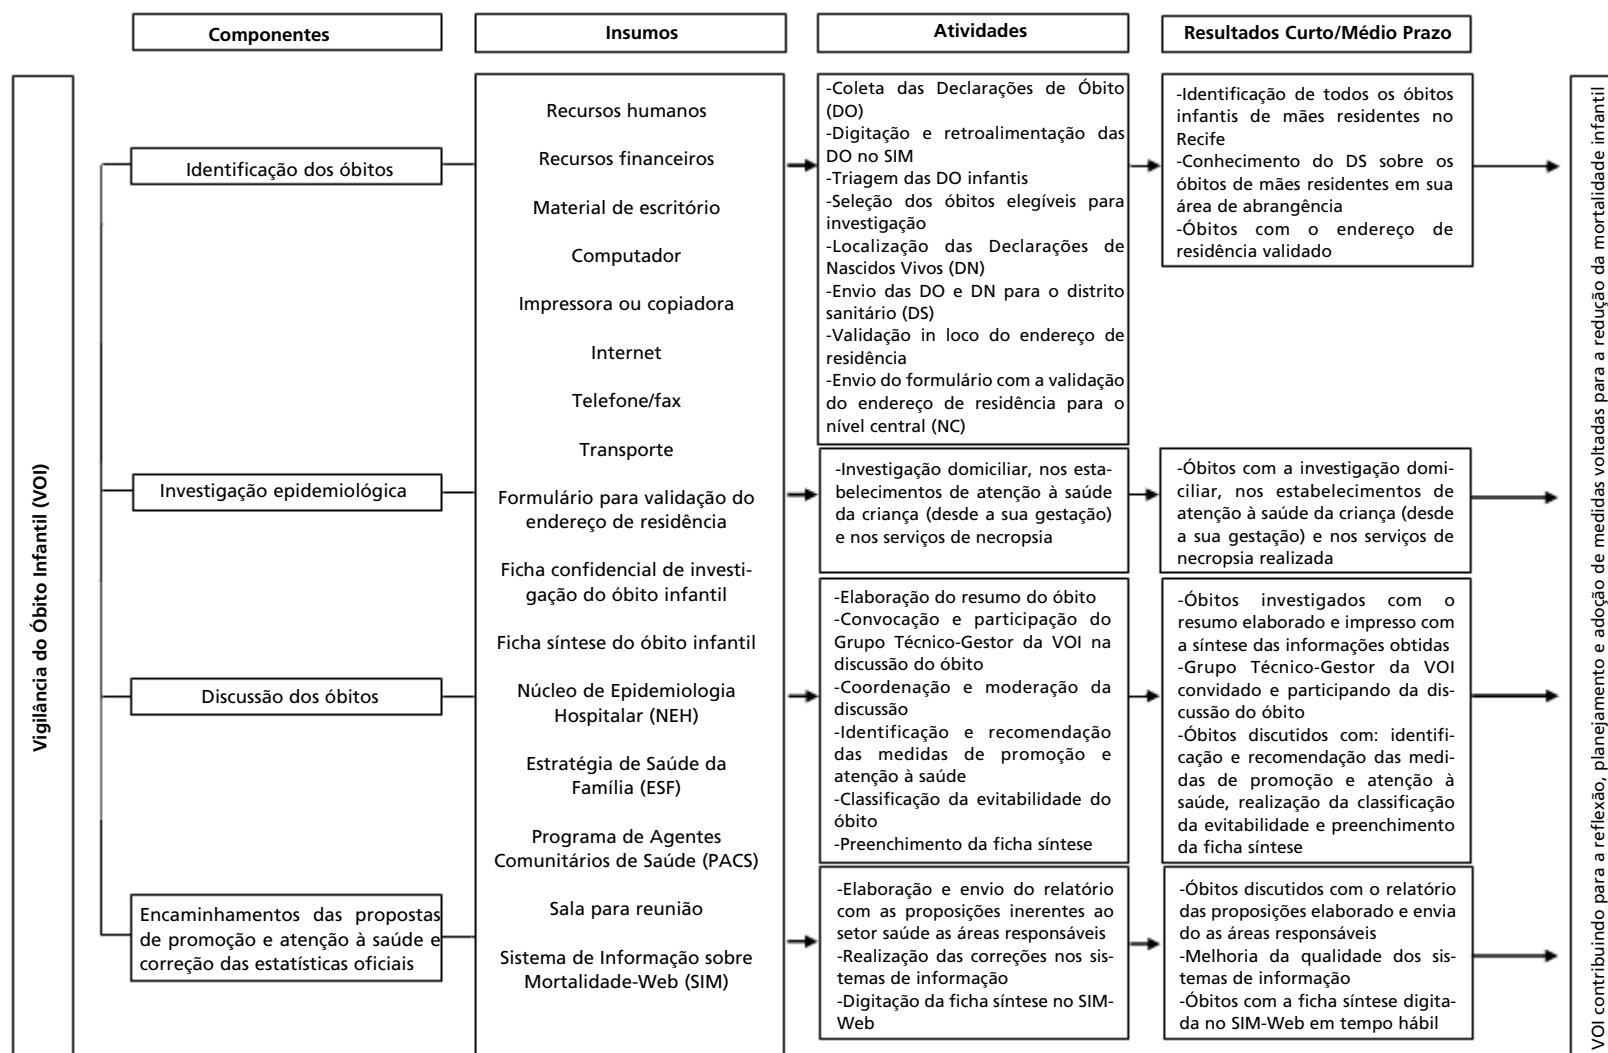 Componentes
Insumos
Atividades
Resultados Curto/Médio Prazo
Vigilância do Óbito Infantil (VOI)
Identificação dos óbitos
Investigação epidemiológica
Discussão dos óbitos
Encaminhamentos das propostas
de promoção e atenção à saúde e
correção das estatísticas oficiais
Recursos humanos
Recursos financeiros
Material de escritório
Computador
Impressora ou copiadora
Internet
Telefone/fax
Transporte
Formulário para validação do
endereço de residência
Ficha confidencial de investi-
gação do óbito infantil
Ficha síntese do óbito infantil
Núcleo de Epidemiologia
Hospitalar (NEH)
Estratégia de Saúde da
Família (ESF)
Programa de Agentes
Comunitários de Saúde (PACS)
Sala para reunião
Sistema de Informação sobre
Mortalidade-Web (SIM)
-Coleta das Declarações de Óbito
(DO)
-Digitação e retroalimentação das
DO no SIM
-Triagem das DO infantis
-Seleção dos óbitos elegíveis para
investigação
-Localização das Declarações de
Nascidos Vivos (DN)
-Envio das DO e DN para o distrito
sanitário (DS)
-Validação in loco do endereço de
residência
-Envio do formulário com a validação
do endereço de residência para o
nível central (NC)
-Investigação domiciliar, nos esta-
belecimentos de atenção à saúde
da criança (desde a sua gestação)
e nos serviços de necropsia
-Elaboração do resumo do óbito
-Convocação e participação do
Grupo Técnico-Gestor da VOI na
discussão do óbito
-Coordenação e moderação da
discussão
-Identificação e recomendação
das medidas de promoção e
atenção à saúde
-Classificação da evitabilidade do
óbito
-Preenchimento da ficha síntese
-Elaboração e envio do relatório
com as proposições inerentes ao
setor saúde as áreas responsáveis
-Realização das correções nos sis-
temas de informação
-Digitação da ficha síntese no SIM-
Web
-Identificação de todos os óbitos
infantis de mães residentes no
Recife
-Conhecimento do DS sobre os
óbitos de mães residentes em sua
área de abrangência
-Óbitos com o endereço de
residência validado
-Óbitos com a investigação domi-
ciliar, nos estabelecimentos de
atenção à saúde da criança (desde
a sua gestação) e nos serviços de
necropsia realizada
-Óbitos investigados com o
resumo elaborado e impresso com
a síntese das informações obtidas
-Grupo Técnico-Gestor da VOI
convidado e participando da dis-
cussão do óbito
-Óbitos discutidos com: identifi-
cação e recomendação das medi-
das de promoção e atenção à
saúde, realização da classificação
da evitabilidade e preenchimento
da ficha síntese
-Óbitos discutidos com o relatório
das proposições elaborado e envia
do as áreas responsáveis
-Melhoria da qualidade dos sis-
temas de informação
-Óbitos com a ficha síntese digita-
da no SIM-Web em tempo hábil
VOI contribuindo para a reflexão, planejamento e adoção de medidas voltadas para a redução da mortalidade infantil